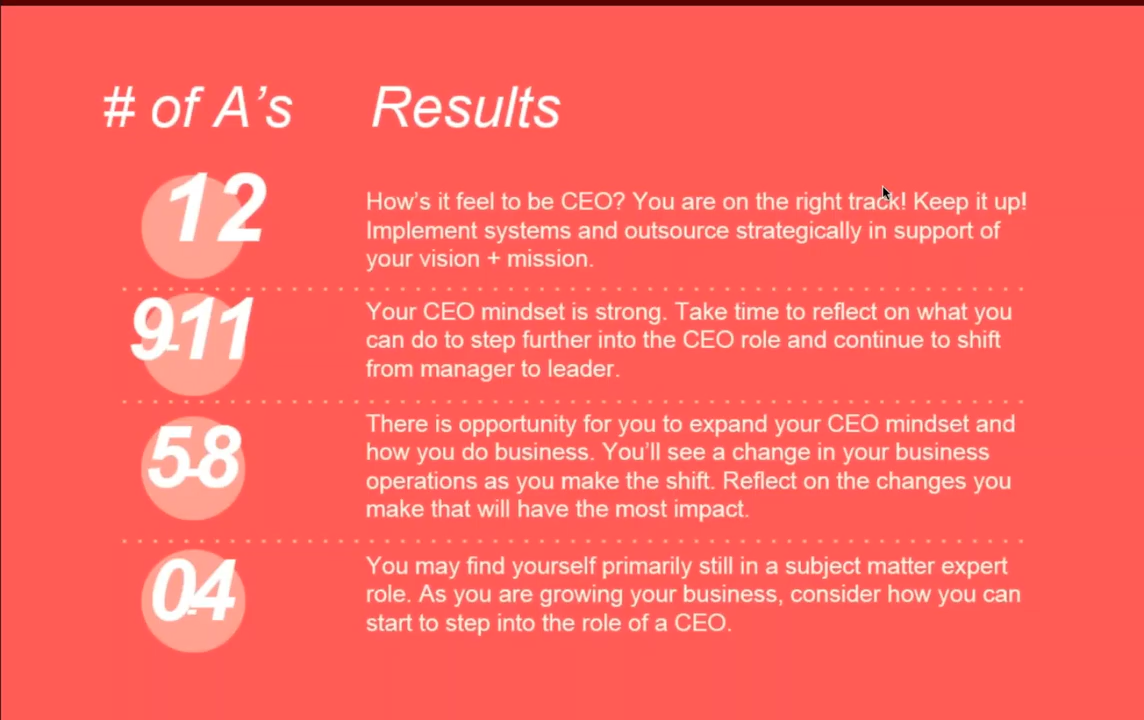 # of A’s Results
12
How’s it feel to be CEO? You are on the right track! Keep it up!
Implement systems and outsource strategically in support of
your vision + mission.
9-11
Your CEO mindset is strong. Take time to reflect on what you
can do to step further into the CEO role and continue to shift
from manager to leader.
5-8
There is opportunity for you to expand your CEO mindset and
how you do business. You’ll see a change in your business
operations as you make the shift. Reflect on the changes you
make that will have the most impact.
0-4
You may find yourself primarily still in a subject matter expert
role. As you are growing your business, consider how you can
start to step into the role of a CEO.